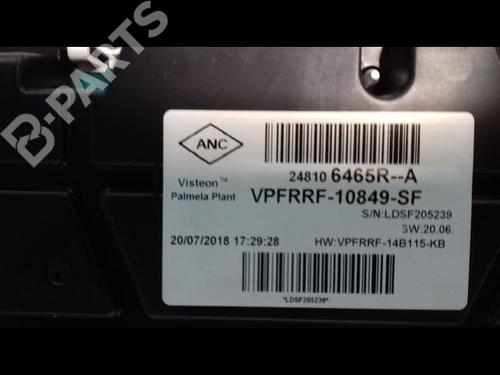 B-PARTS
ANC
24810 6465R--A
Visteon™
Palmela Plant
VPFRRF-10849-SF
S/N:LDSF205239
SW:20.06.
20/07/2018 17:29:28
HW:VPFRRF-14B115-KB
*LDSF205239*